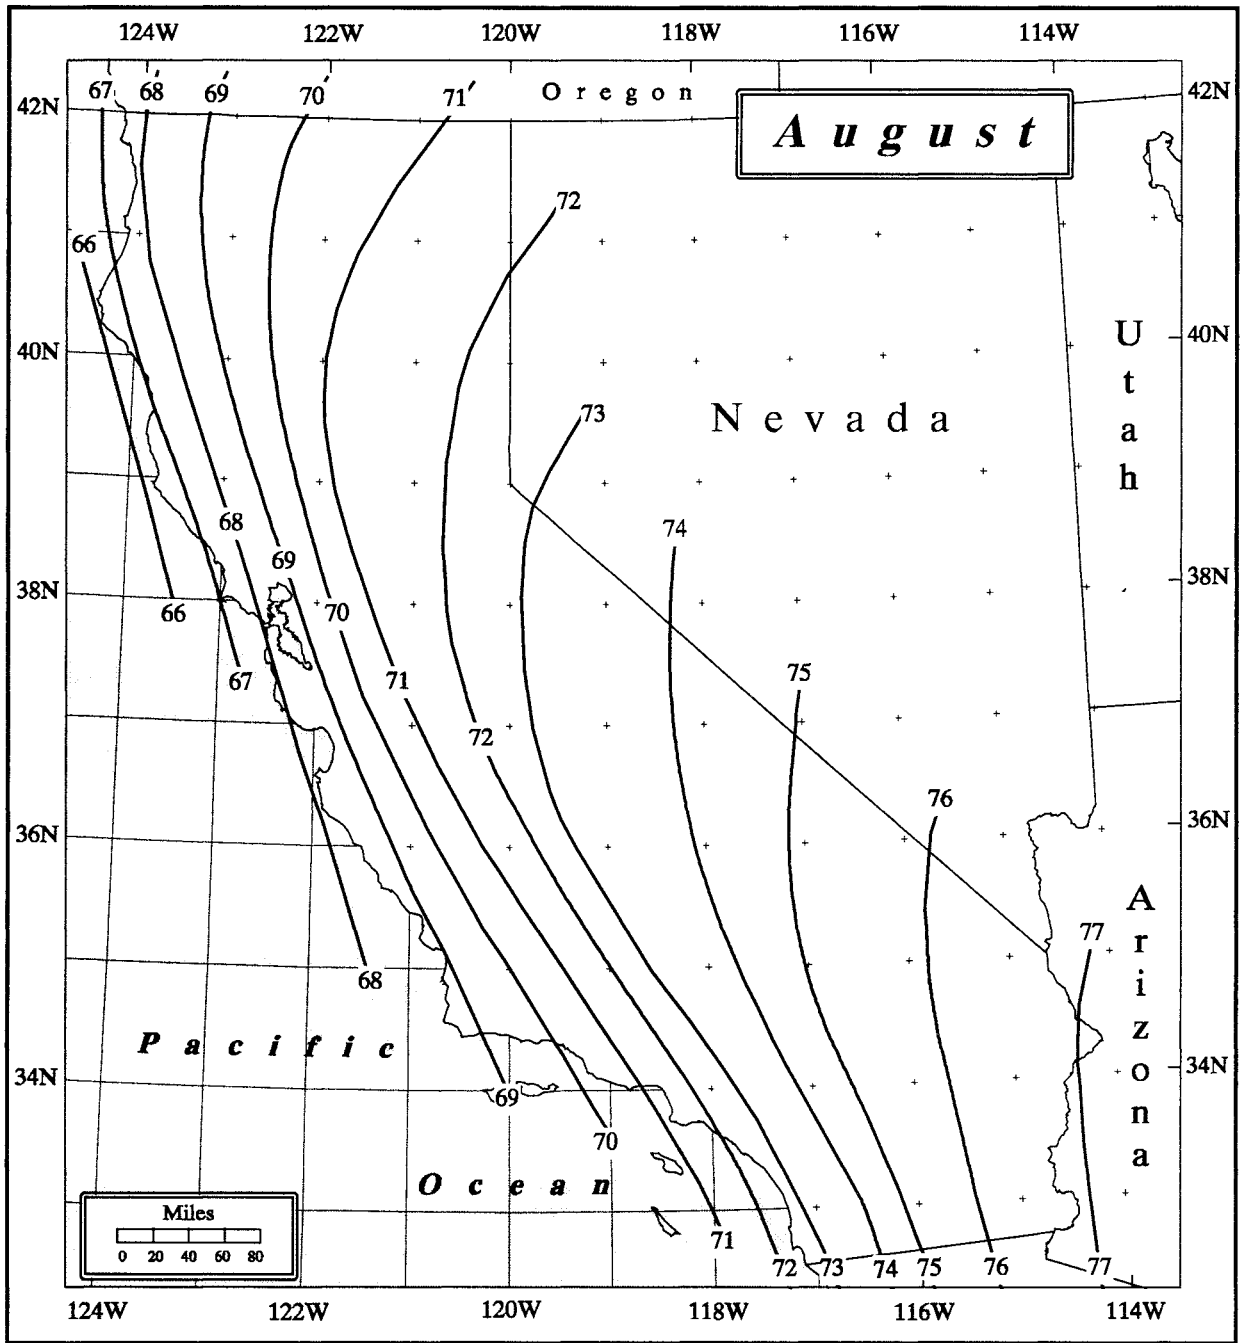 124W 122W 120W 118W 116W 114W
67 68' 69' 70' 71' Oregon
42N 42N
August
72
66
Utah
40N 40N
73
Nevada
68 74
69
38N 38N
66 70
67 71 75
72
76
36N 36N
Arizona
77
68
Pacific
34N 34N
69
70
Ocean
Miles
71
0 20 40 60 80
72 73 74 75 76 77
124W 122W 120W 118W 116W 114W